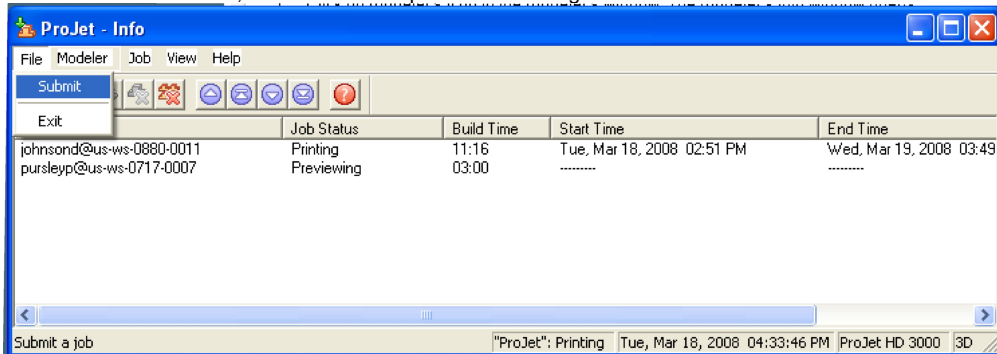 ProJet - Info
File Modeler Job View Help
Submit
Exit
Job Status Build Time Start Time End Time
johnsond@us-ws-0880-0011 Printing 11:16 Tue, Mar 18, 2008 02:51 PM Wed, Mar 19, 2008 03:49
pursleyp@us-ws-0717-0007 Previewing 03:00 --------- ---------
Submit a job "ProJet": Printing Tue, Mar 18, 2008 04:33:46 PM ProJet HD 3000 3D